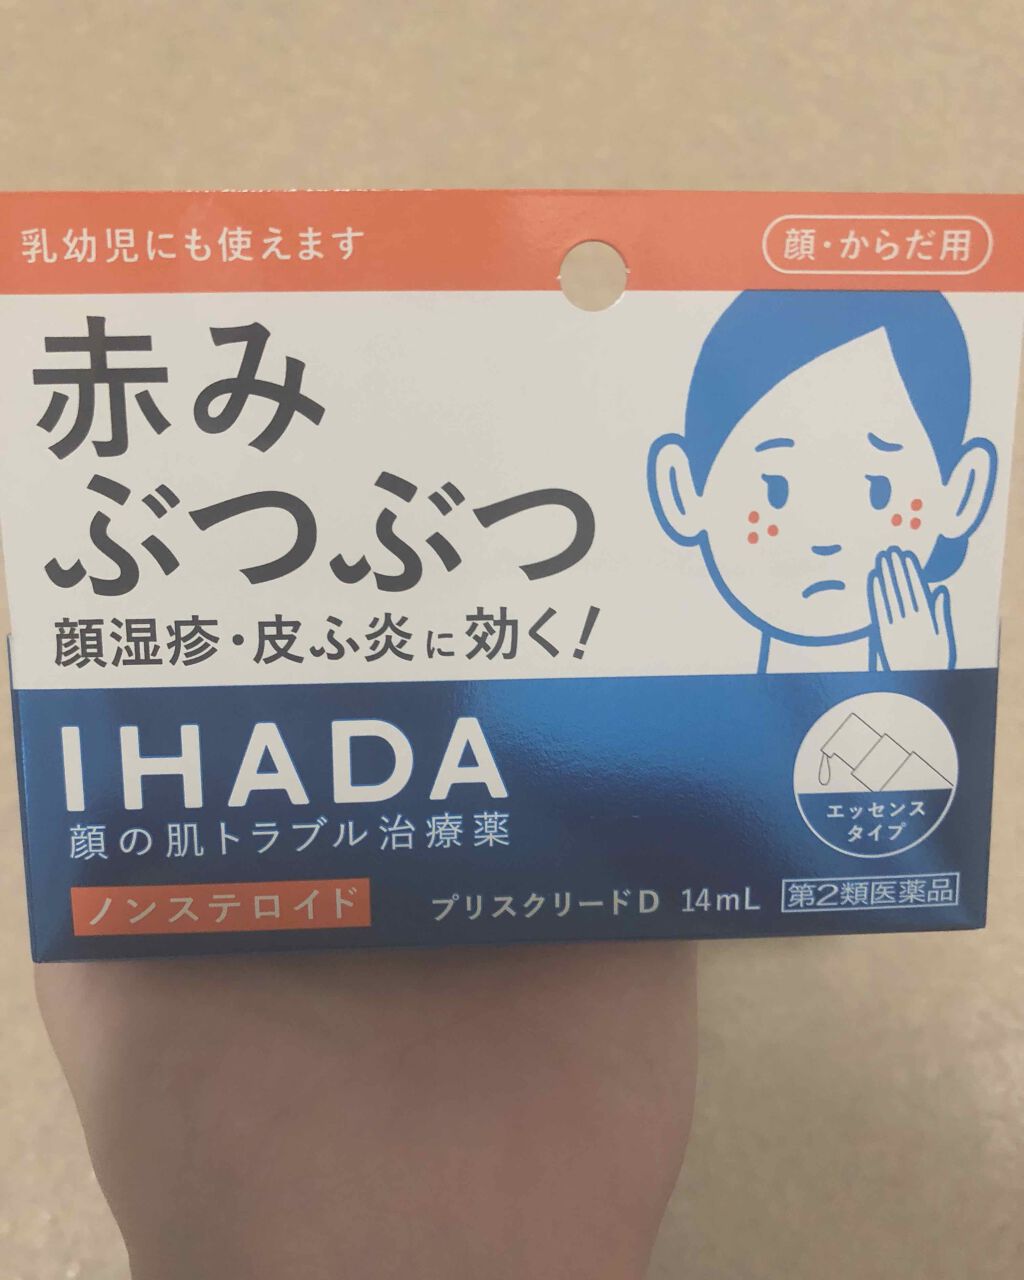 乳幼児にも使えます
顔・からだ用
赤み
ぶつぶつ
顔湿疹・皮ふ炎に効く!
IHADA
顔の肌トラブル治療薬
エッセンス
タイプ
ノンステロイド
プリスクリードD 14mL 第2類医薬品